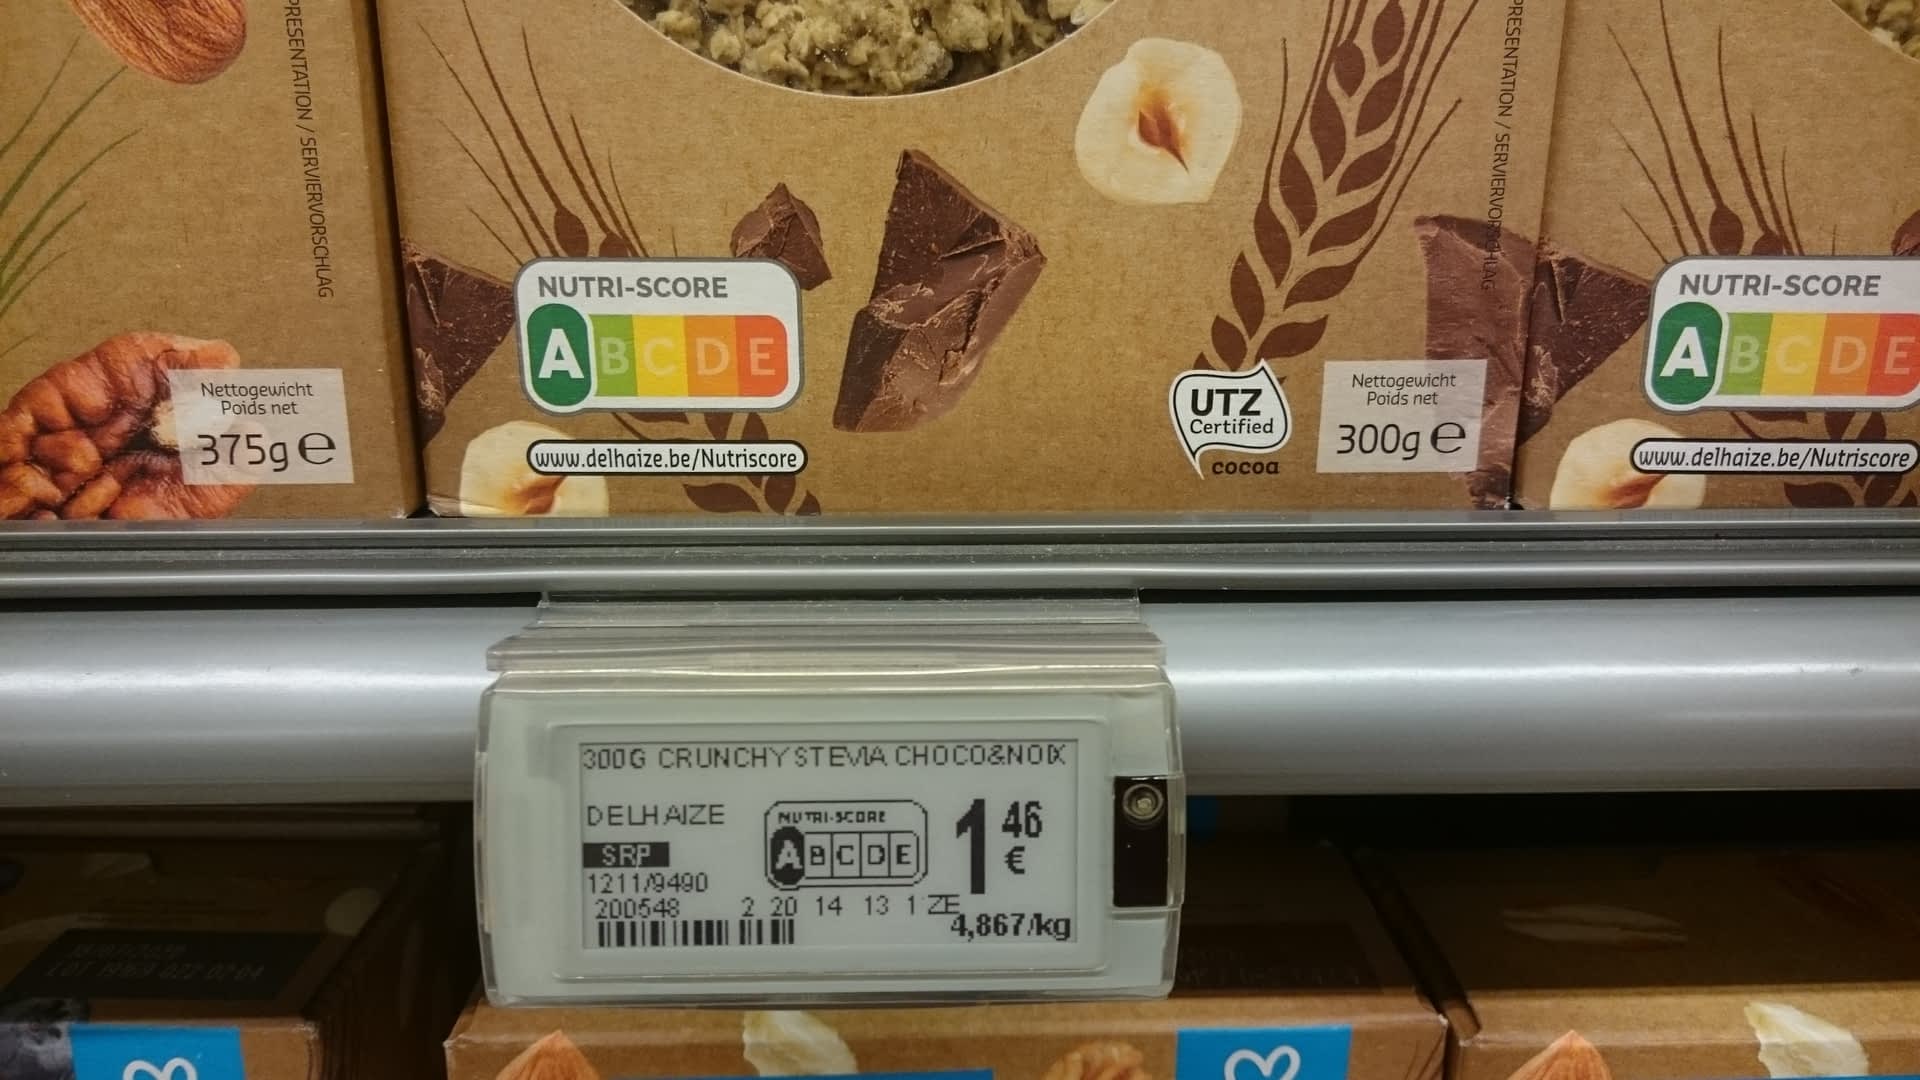 PRESENTATION / SERVIERVORSCHLAG
Nettogewicht
Poids net
375g e
NUTRI-SCORE
A B C D E
www.delhaize.be/Nutriscore
UTZ
Certified
cocoa
Nettogewicht
Poids net
300g e
PRESENTATION / SERVIERVORSCHLAG
NUTRI-SCORE
A B C D E
www.delhaize.be/Nutriscore
300G CRUNCHY STEVIA CHOCO&NOIX
DELHAIZE
NUTRI-SCORE
A B C D E
1 46
€
SRP
1211/9490
200548 2 20 14 13 1 ZE
4,867/kg